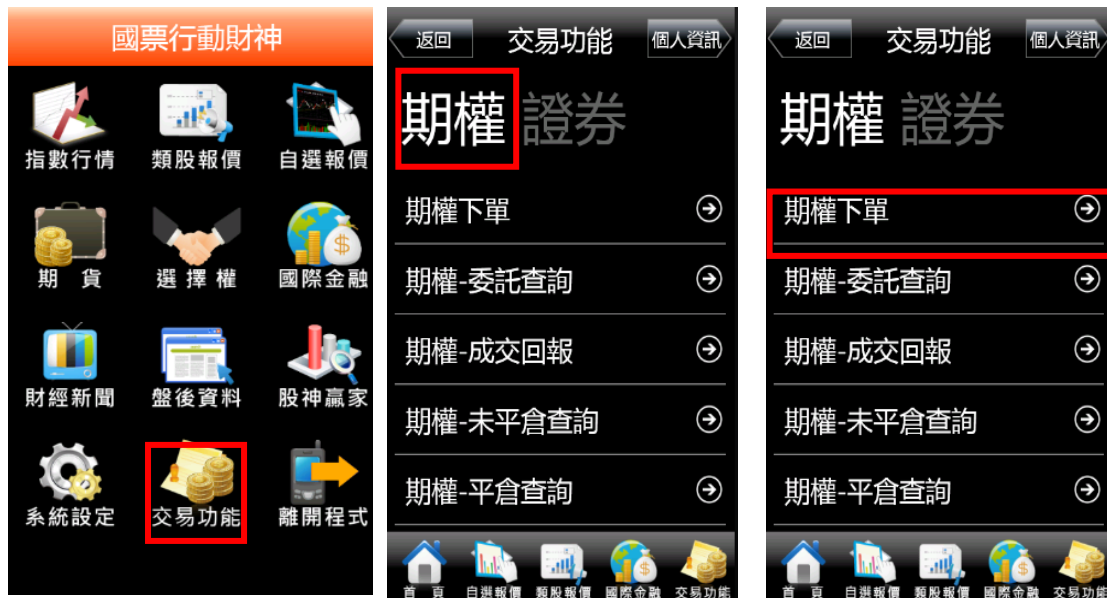 國票行動財神
指數行情 類股報價 自選報價
期 貨 選擇權 國際金融
財經新聞 盤後資料 股神贏家
系統設定 交易功能 離開程式
返回 交易功能 個人資訊
期權 證券
期權下單
期權-委託查詢
期權-成交回報
期權-未平倉查詢
期權-平倉查詢
首 頁 自選報價 類股報價 國際金融 交易功能
返回 交易功能 個人資訊
期權 證券
期權下單
期權-委託查詢
期權-成交回報
期權-未平倉查詢
期權-平倉查詢
首 頁 自選報價 類股報價 國際金融 交易功能